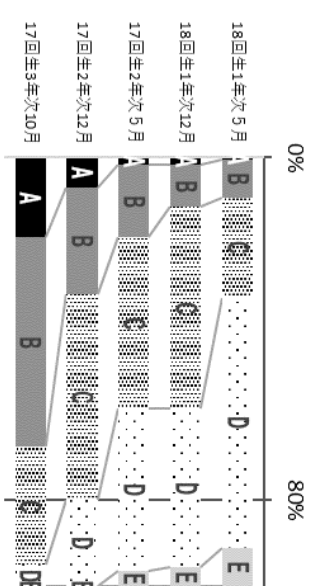 0% 80%
18回生1年次5月 A B C D E
18回生1年次12月 A B C D E
17回生2年次5月 A B C D E
17回生2年次12月 A B C D E
17回生3年次10月 A B C D E